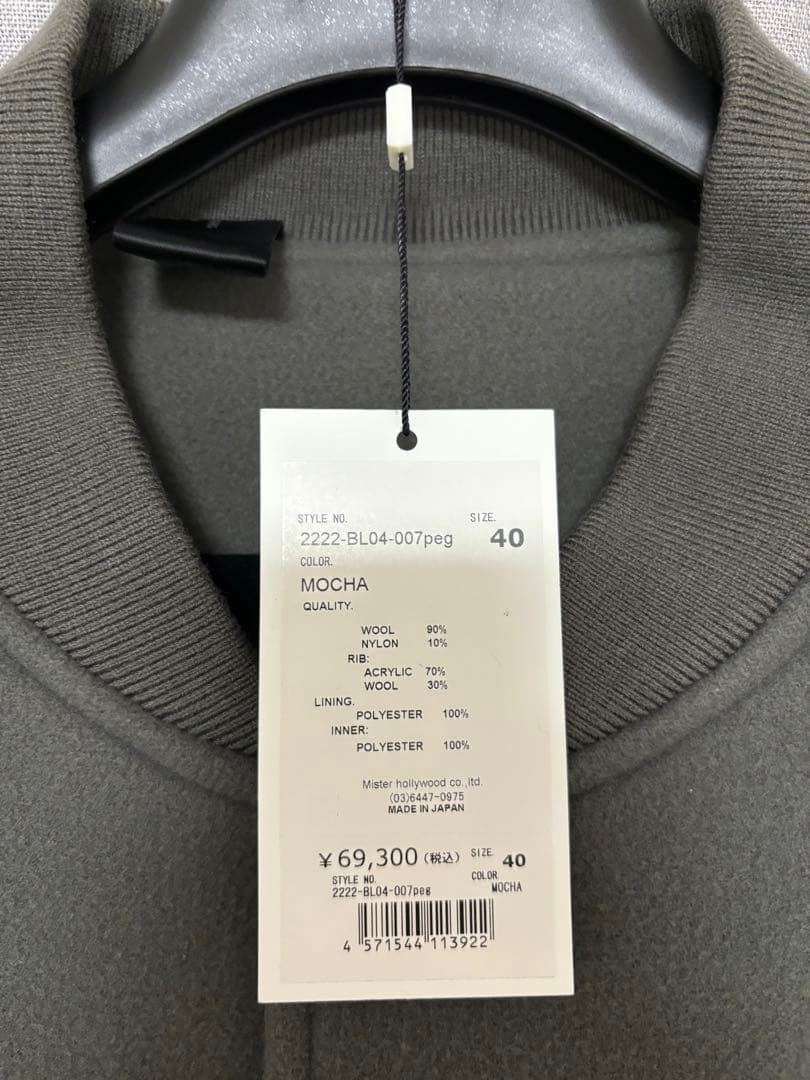 STYLE NO. SIZE.
2222-BL04-007peg 40
COLOR.
MOCHA
QUALITY.
WOOL 90%
NYLON 10%
RIB:
ACRYLIC 70%
WOOL 30%
LINING.
POLYESTER 100%
INNER:
POLYESTER 100%
Mister hollywood co.,ltd.
(03)6447-0975
MADE IN JAPAN
¥69,300(税込) SIZE 40
STYLE NO. COLOR
2222-BL04-007peg MOCHA
4 571544 113922